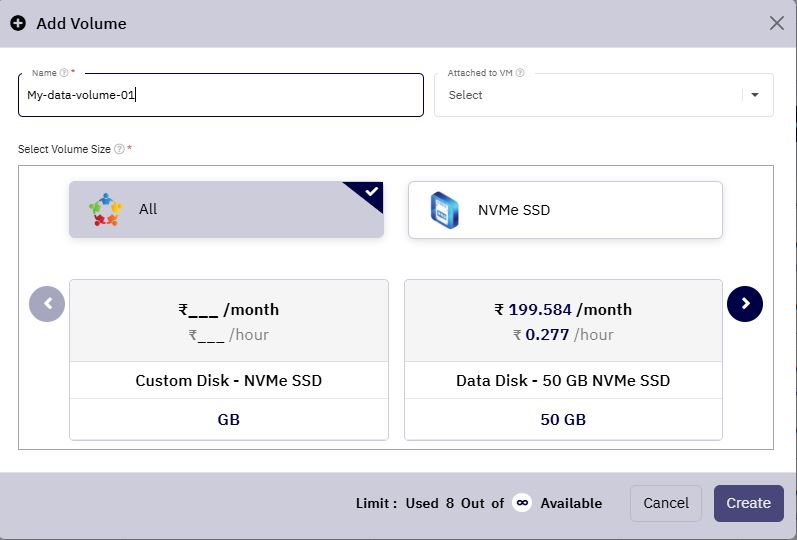 Add Volume
Name ? *
Attached to VM ?
My-data-volume-01
Select
Select Volume Size ? *
All
NVMe SSD
₹___ /month
₹___ /hour
Custom Disk - NVMe SSD
GB
₹ 199.584 /month
₹ 0.277 /hour
Data Disk - 50 GB NVMe SSD
50 GB
Limit : Used 8 Out of ∞ Available
Cancel
Create